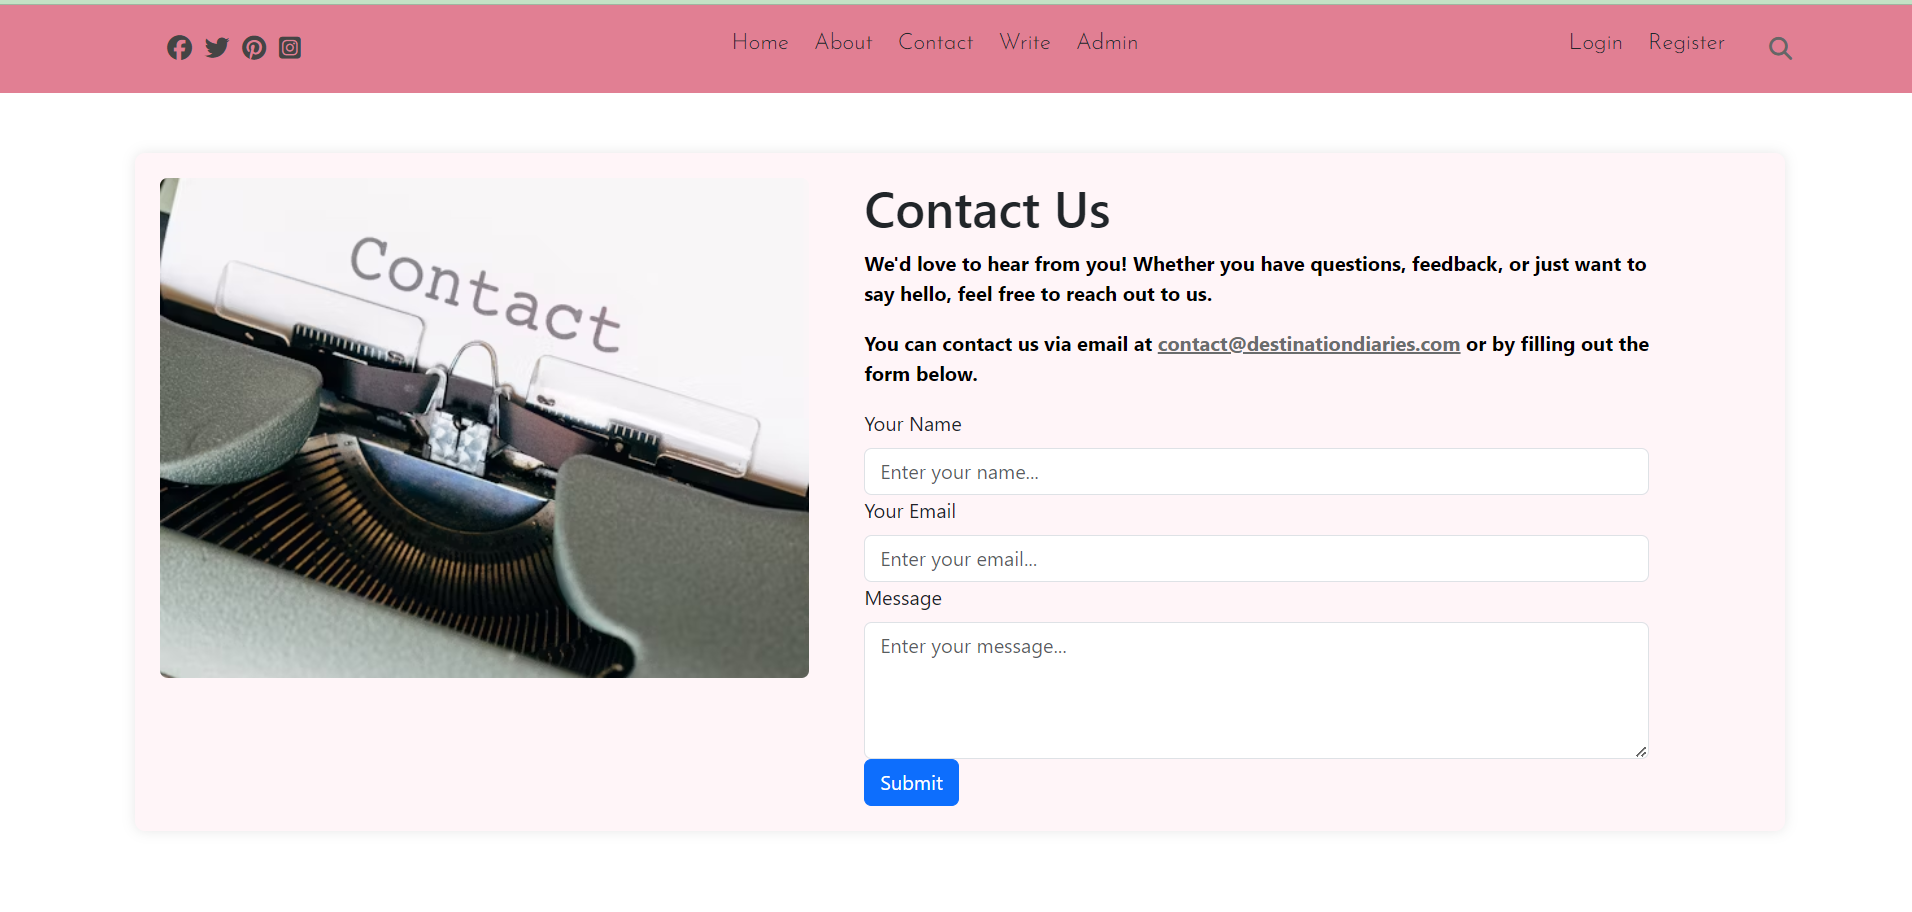 Home About Contact Write Admin Login Register
Contact
Contact Us
We'd love to hear from you! Whether you have questions, feedback, or just want to
say hello, feel free to reach out to us.
You can contact us via email at contact@destinationdiaries.com or by filling out the
form below.
Your Name
Enter your name...
Your Email
Enter your email...
Message
Enter your message...
Submit